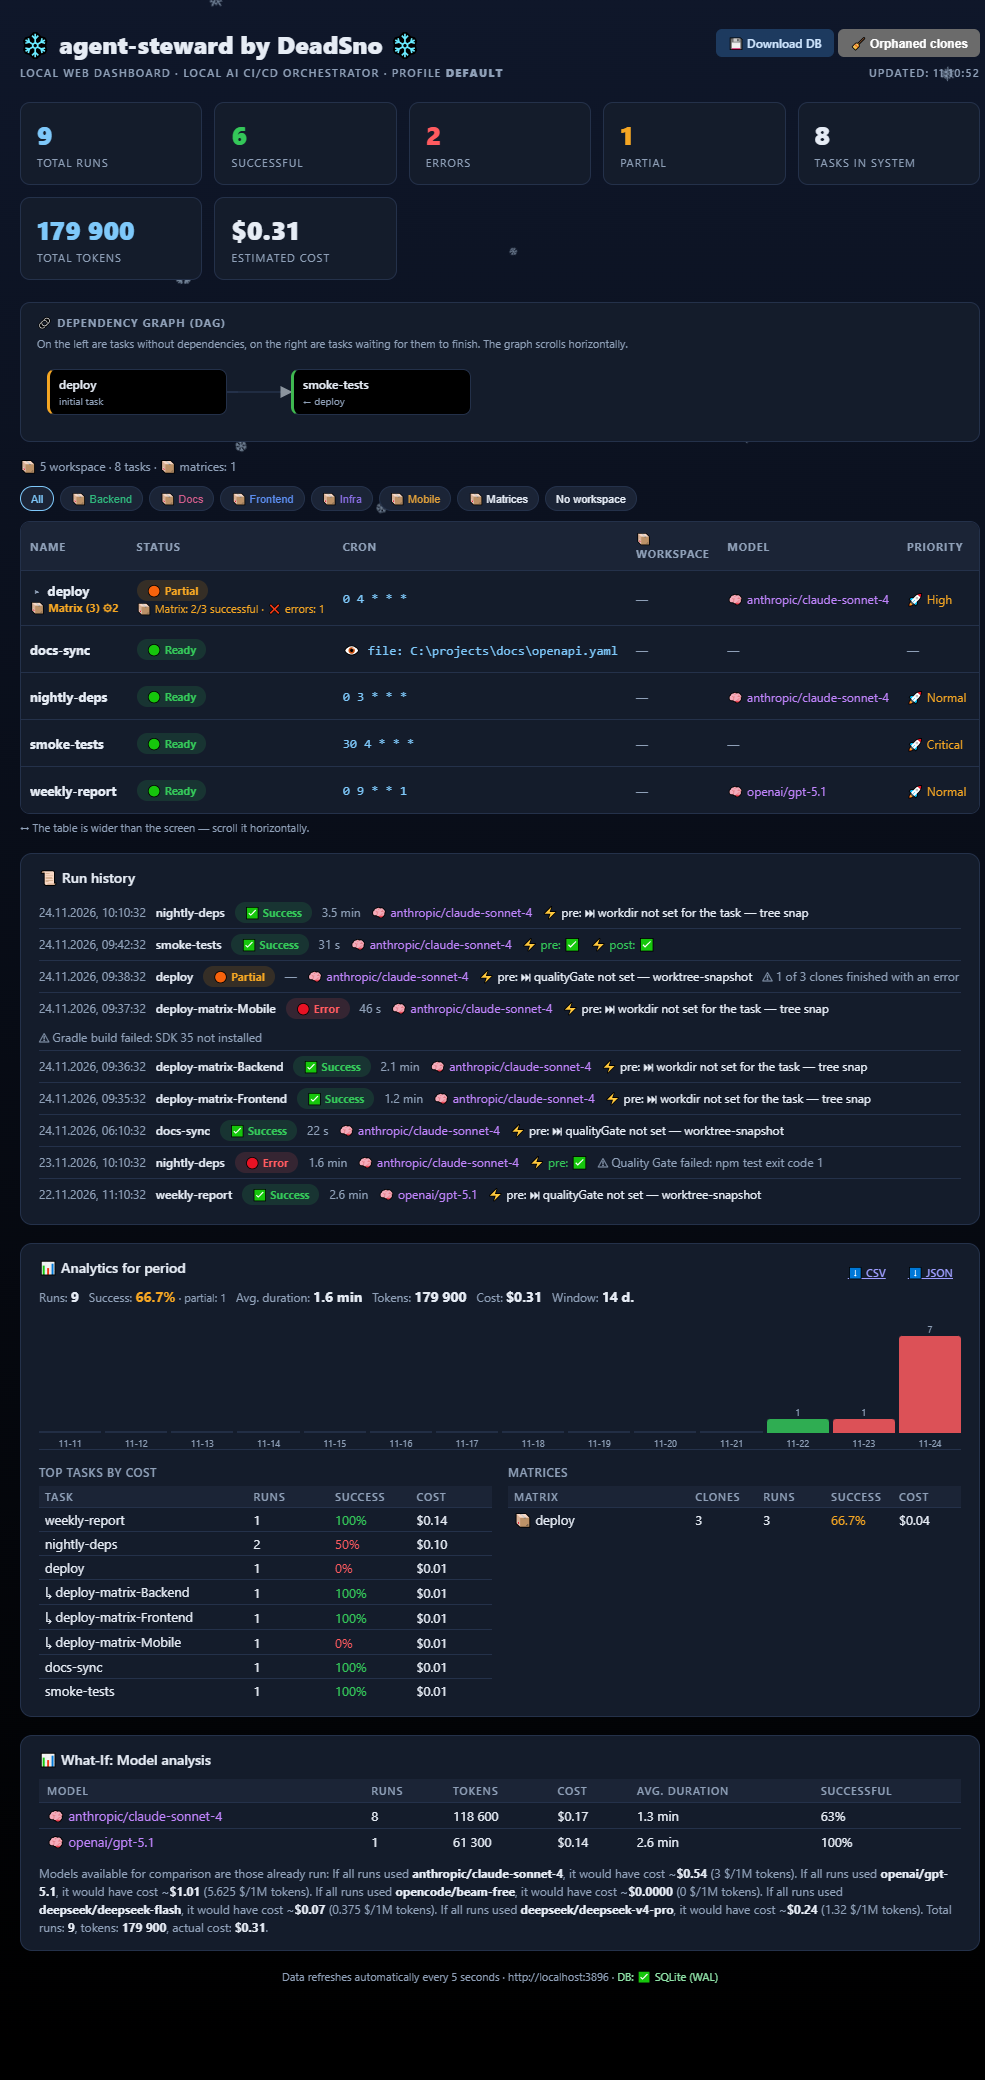 agent-steward by DeadSno
Download DB
Orphaned clones
LOCAL WEB DASHBOARD · LOCAL AI CI/CD ORCHESTRATOR · PROFILE DEFAULT
UPDATED: 11:10:52
9
TOTAL RUNS
6
SUCCESSFUL
2
ERRORS
1
PARTIAL
8
TASKS IN SYSTEM
179 900
TOTAL TOKENS
$0.31
ESTIMATED COST
DEPENDENCY GRAPH (DAG)
On the left are tasks without dependencies, on the right are tasks waiting for them to finish. The graph scrolls horizontally.
deploy
initial task
smoke-tests
← deploy
5 workspace · 8 tasks · matrices: 1
All Backend Docs Frontend Infra Mobile Matrices No workspace
NAME STATUS CRON WORKSPACE MODEL PRIORITY
▸ deploy Partial 0 4 * * * — anthropic/claude-sonnet-4 High
Matrix (3) ⚙2 Matrix: 2/3 successful · ❌ errors: 1
docs-sync Ready file: C:\projects\docs\openapi.yaml — — —
nightly-deps Ready 0 3 * * * — anthropic/claude-sonnet-4 Normal
smoke-tests Ready 30 4 * * * — — Critical
weekly-report Ready 0 9 * * 1 — openai/gpt-5.1 Normal
↔ The table is wider than the screen — scroll it horizontally.
Run history
24.11.2026, 10:10:32 nightly-deps ✅ Success 3.5 min anthropic/claude-sonnet-4 ⚡ pre: ⏭ workdir not set for the task — tree snap
24.11.2026, 09:42:32 smoke-tests ✅ Success 31 s anthropic/claude-sonnet-4 ⚡ pre: ✅ ⚡ post: ✅
24.11.2026, 09:38:32 deploy Partial — anthropic/claude-sonnet-4 ⚡ pre: ⏭ qualityGate not set — worktree-snapshot ⚠ 1 of 3 clones finished with an error
24.11.2026, 09:37:32 deploy-matrix-Mobile Error 46 s anthropic/claude-sonnet-4 ⚡ pre: ⏭ workdir not set for the task — tree snap
⚠ Gradle build failed: SDK 35 not installed
24.11.2026, 09:36:32 deploy-matrix-Backend ✅ Success 2.1 min anthropic/claude-sonnet-4 ⚡ pre: ⏭ workdir not set for the task — tree snap
24.11.2026, 09:35:32 deploy-matrix-Frontend ✅ Success 1.2 min anthropic/claude-sonnet-4 ⚡ pre: ⏭ workdir not set for the task — tree snap
24.11.2026, 06:10:32 docs-sync ✅ Success 22 s anthropic/claude-sonnet-4 ⚡ pre: ⏭ qualityGate not set — worktree-snapshot
23.11.2026, 10:10:32 nightly-deps Error 1.6 min anthropic/claude-sonnet-4 ⚡ pre: ✅ ⚠ Quality Gate failed: npm test exit code 1
22.11.2026, 11:10:32 weekly-report ✅ Success 2.6 min openai/gpt-5.1 ⚡ pre: ⏭ qualityGate not set — worktree-snapshot
Analytics for period
CSV JSON
Runs: 9 Success: 66.7% · partial: 1 Avg. duration: 1.6 min Tokens: 179 900 Cost: $0.31 Window: 14 d.
1 1 7
11-11 11-12 11-13 11-14 11-15 11-16 11-17 11-18 11-19 11-20 11-21 11-22 11-23 11-24
TOP TASKS BY COST
TASK RUNS SUCCESS COST
weekly-report 1 100% $0.14
nightly-deps 2 50% $0.10
deploy 1 0% $0.01
↳ deploy-matrix-Backend 1 100% $0.01
↳ deploy-matrix-Frontend 1 100% $0.01
↳ deploy-matrix-Mobile 1 0% $0.01
docs-sync 1 100% $0.01
smoke-tests 1 100% $0.01
MATRICES
MATRIX CLONES RUNS SUCCESS COST
deploy 3 3 66.7% $0.04
What-If: Model analysis
MODEL RUNS TOKENS COST AVG. DURATION SUCCESSFUL
anthropic/claude-sonnet-4 8 118 600 $0.17 1.3 min 63%
openai/gpt-5.1 1 61 300 $0.14 2.6 min 100%
Models available for comparison are those already run: If all runs used anthropic/claude-sonnet-4, it would have cost ~$0.54 (3 $/1M tokens). If all runs used openai/gpt-
5.1, it would have cost ~$1.01 (5.625 $/1M tokens). If all runs used opencode/beam-free, it would have cost ~$0.0000 (0 $/1M tokens). If all runs used
deepseek/deepseek-flash, it would have cost ~$0.07 (0.375 $/1M tokens). If all runs used deepseek/deepseek-v4-pro, it would have cost ~$0.24 (1.32 $/1M tokens). Total
runs: 9, tokens: 179 900, actual cost: $0.31.
Data refreshes automatically every 5 seconds · http://localhost:3896 · DB: ✅ SQLite (WAL)